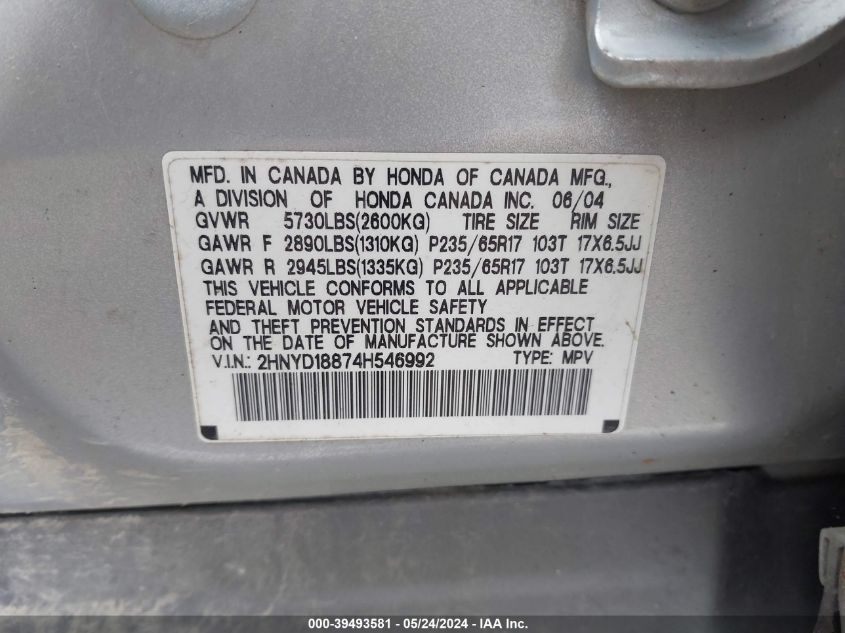 MFD. IN CANADA BY HONDA OF CANADA MFG.,
A DIVISION OF HONDA CANADA INC. 06/04
GVWR 5730LBS(2600KG) TIRE SIZE RIM SIZE
GAWR F 2890LBS(1310KG) P235/65R17 103T 17X6.5JJ
GAWR R 2945LBS(1335KG) P235/65R17 103T 17X6.5JJ
THIS VEHICLE CONFORMS TO ALL APPLICABLE
FEDERAL MOTOR VEHICLE SAFETY
AND THEFT PREVENTION STANDARDS IN EFFECT
ON THE DATE OF MANUFACTURE SHOWN ABOVE.
V.I.N.: 2HNYD18874H546992 TYPE: MPV
000-39493581 - 05/24/2024 - IAA Inc.